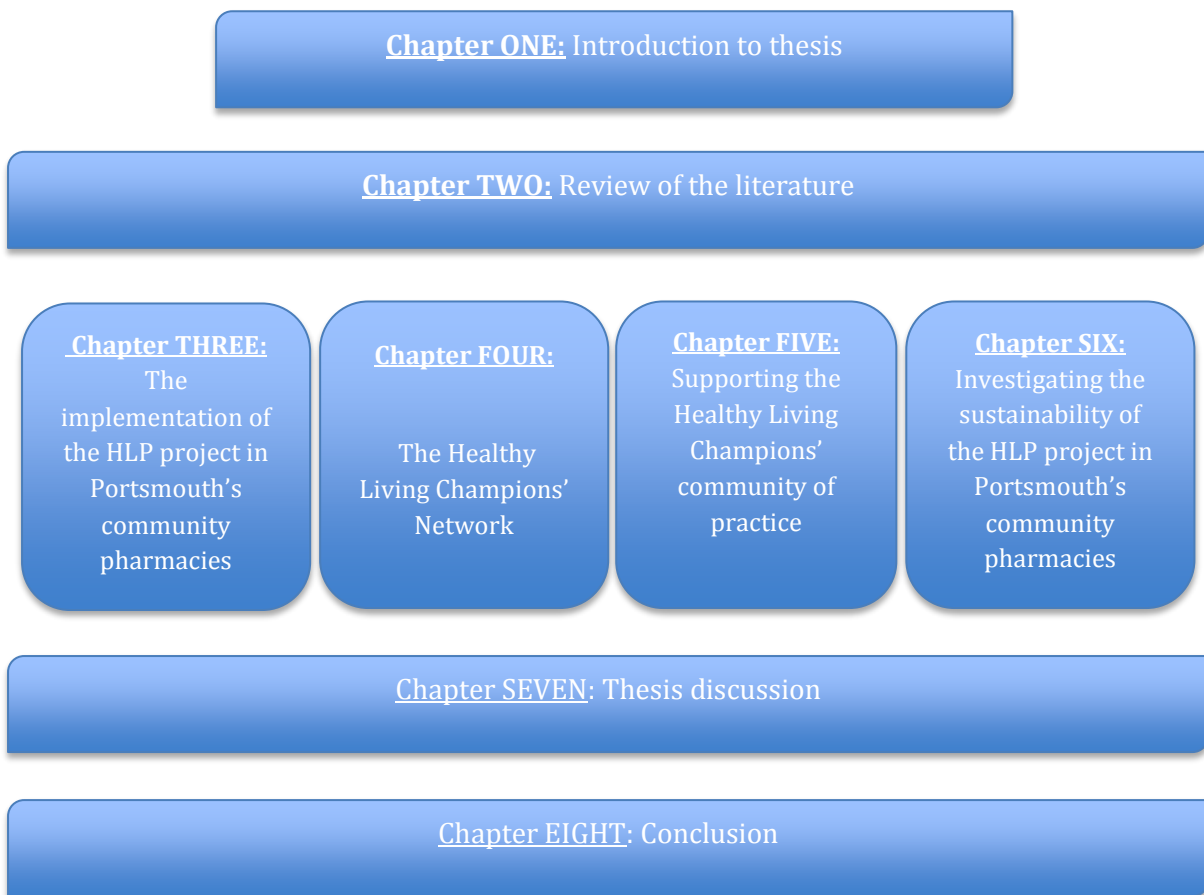 Chapter ONE: Introduction to thesis
Chapter TWO: Review of the literature
Chapter THREE:
The
implementation of
the HLP project in
Portsmouth’s
community
pharmacies
Chapter FOUR:
The Healthy
Living Champions’
Network
Chapter FIVE:
Supporting the
Healthy Living
Champions’
community of
practice
Chapter SIX:
Investigating the
sustainability of
the HLP project in
Portsmouth’s
community
pharmacies
Chapter SEVEN: Thesis discussion
Chapter EIGHT: Conclusion